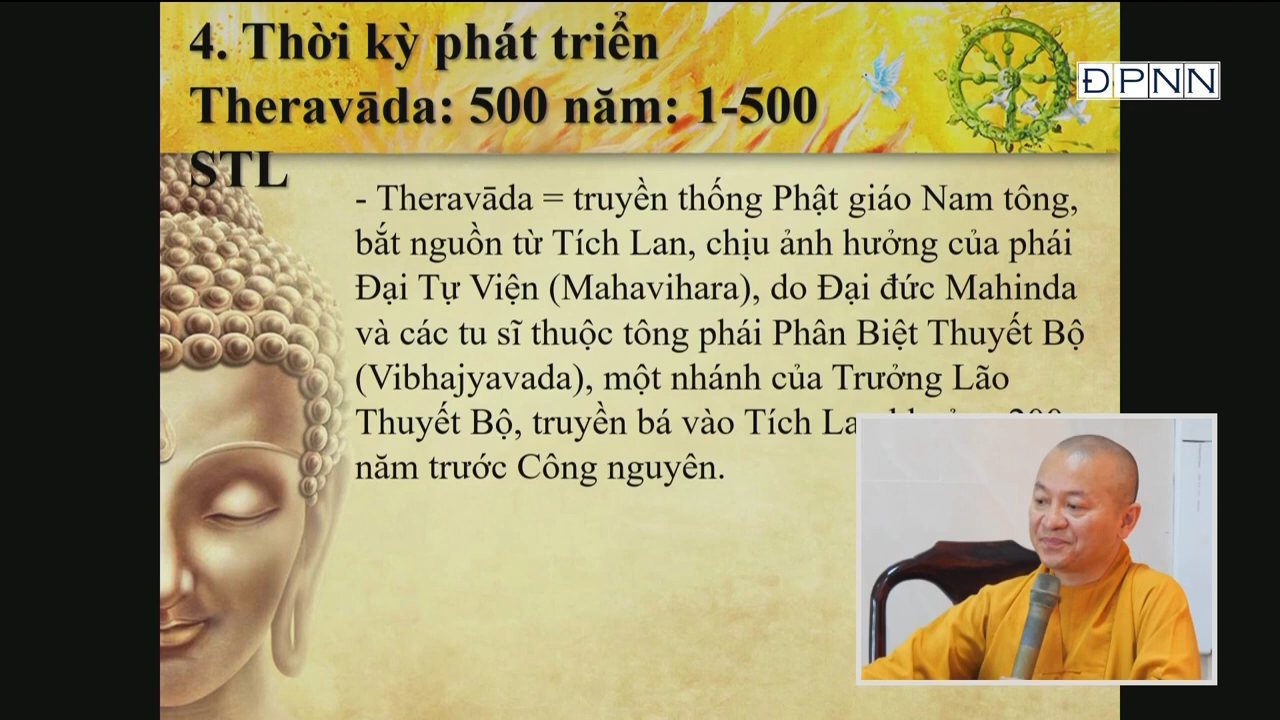 4. Thời kỳ phát triển
Theravāda: 500 năm: 1-500
STL
ĐPNN
- Theravāda = truyền thống Phật giáo Nam tông,
bắt nguồn từ Tích Lan, chịu ảnh hưởng của phái
Đại Tự Viện (Mahavihara), do Đại đức Mahinda
và các tu sĩ thuộc tông phái Phân Biệt Thuyết Bộ
(Vibhajyavada), một nhánh của Trưởng Lão
Thuyết Bộ, truyền bá vào Tích
năm trước Công nguyên.